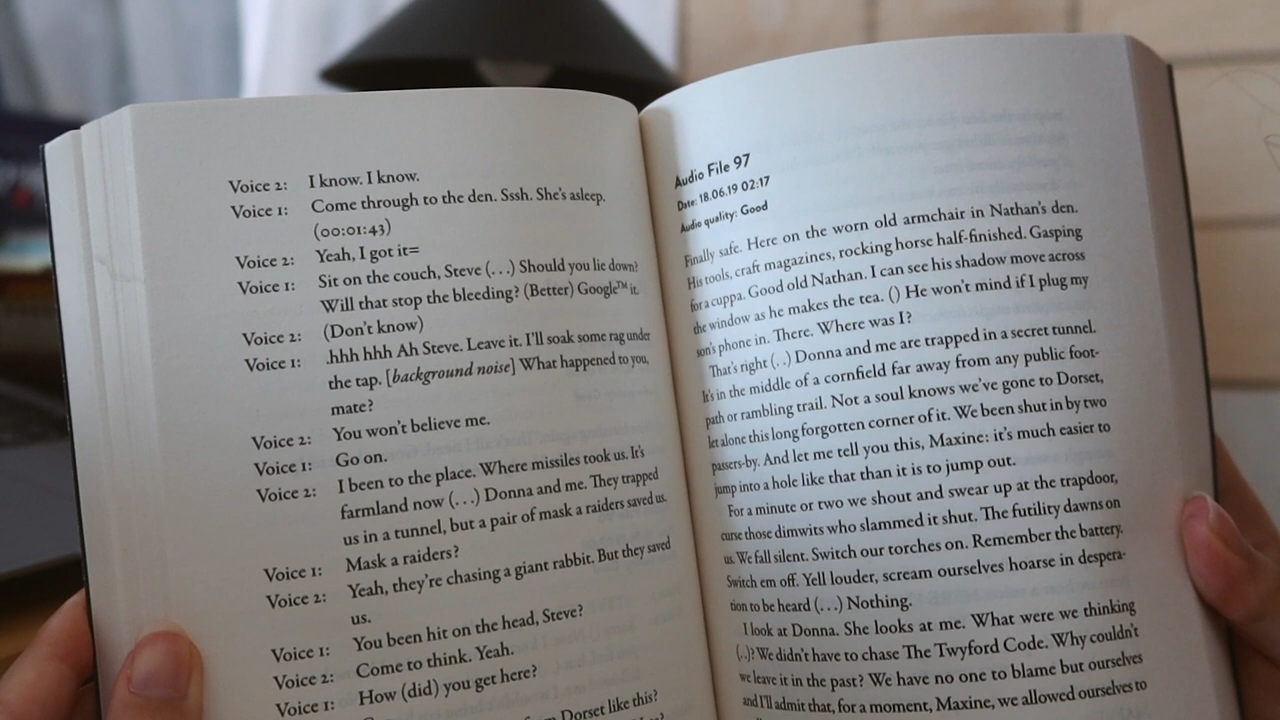 Voice 2: I know. I know.
Voice 1: Come through to the den. Sssh. She's asleep.
(00:01:43)
Voice 2: Yeah, I got it=
Voice 1: Sit on the couch, Steve (…) Should you lie down?
Will that stop the bleeding? (Better) Google™ it.
Voice 2: (Don't know)
Voice 1: .hhh hhh Ah Steve. Leave it. I'll soak some rag under
the tap. [background noise] What happened to you,
mate?
Voice 2: You won't believe me.
Voice 1: Go on.
Voice 2: I been to the place. Where missiles took us. It's
farmland now (…) Donna and me. They trapped
us in a tunnel, but a pair of mask a raiders saved us.
Voice 1: Mask a raiders?
Voice 2: Yeah, they're chasing a giant rabbit. But they saved
us.
Voice 1: You been hit on the head, Steve?
Voice 2: Come to think. Yeah.
Voice 1: How (did) you get here?
Dorset like this?
Audio File 97
Date: 18.06.19 02:17
Audio quality: Good
Finally safe. Here on the worn old armchair in Nathan's den.
His tools, craft magazines, rocking horse half-finished. Gasping
for a cuppa. Good old Nathan. I can see his shadow move across
the window as he makes the tea. () He won't mind if I plug my
son's phone in. There. Where was I?
That's right (..) Donna and me are trapped in a secret tunnel.
It's in the middle of a cornfield far away from any public foot-
path or rambling trail. Not a soul knows we've gone to Dorset,
let alone this long forgotten corner of it. We been shut in by two
passers-by. And let me tell you this, Maxine: it's much easier to
jump into a hole like that than it is to jump out.
For a minute or two we shout and swear up at the trapdoor,
curse those dimwits who slammed it shut. The futility dawns on
us. We fall silent. Switch our torches on. Remember the battery.
Switch em off. Yell louder, scream ourselves hoarse in despera-
tion to be heard (…) Nothing.
I look at Donna. She looks at me. What were we thinking
(.)? We didn't have to chase The Twyford Code. Why couldn't
we leave it in the past? We have no one to blame but ourselves
and I'll admit that, for a moment, Maxine, we allowed ourselves to